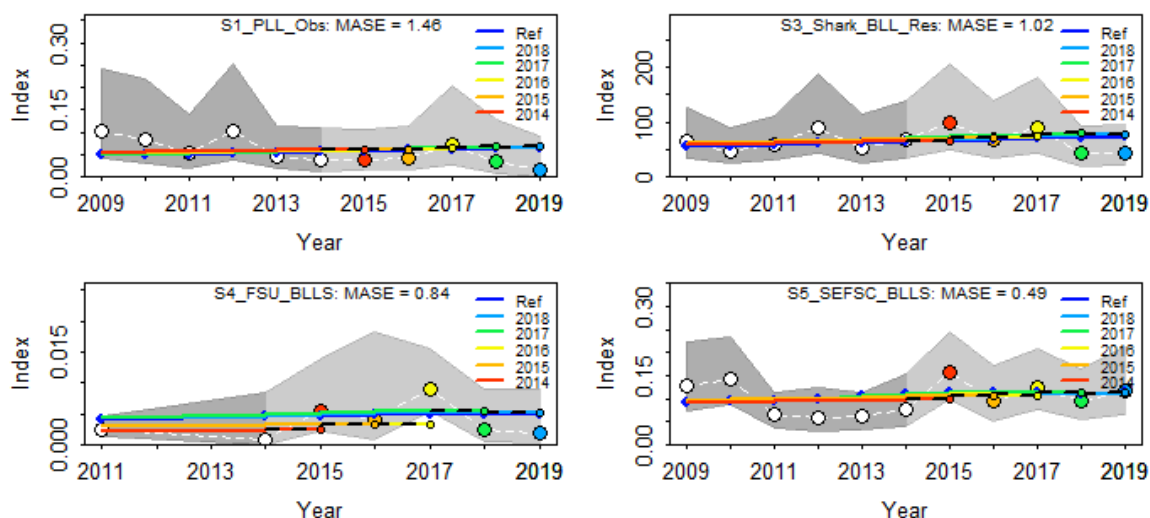 S1_PLL_Obs: MASE = 1.46
Ref
2018
2017
2016
2015
2014
Index
0.00 0.15 0.30
2009 2011 2013 2015 2017 2019
Year
S3_Shark_BLL_Res: MASE = 1.02
Ref
2018
2017
2016
2015
2014
Index
0 50 100 200
2009 2011 2013 2015 2017 2019
Year
S4_FSU_BLLS: MASE = 0.84
Ref
2018
2017
2016
2015
2014
Index
0.000 0.015
2011 2013 2015 2017 2019
Year
S5_SEFSC_BLLS: MASE = 0.49
Ref
2018
2017
2016
2015
2014
Index
0.00 0.15 0.30
2009 2011 2013 2015 2017 2019
Year